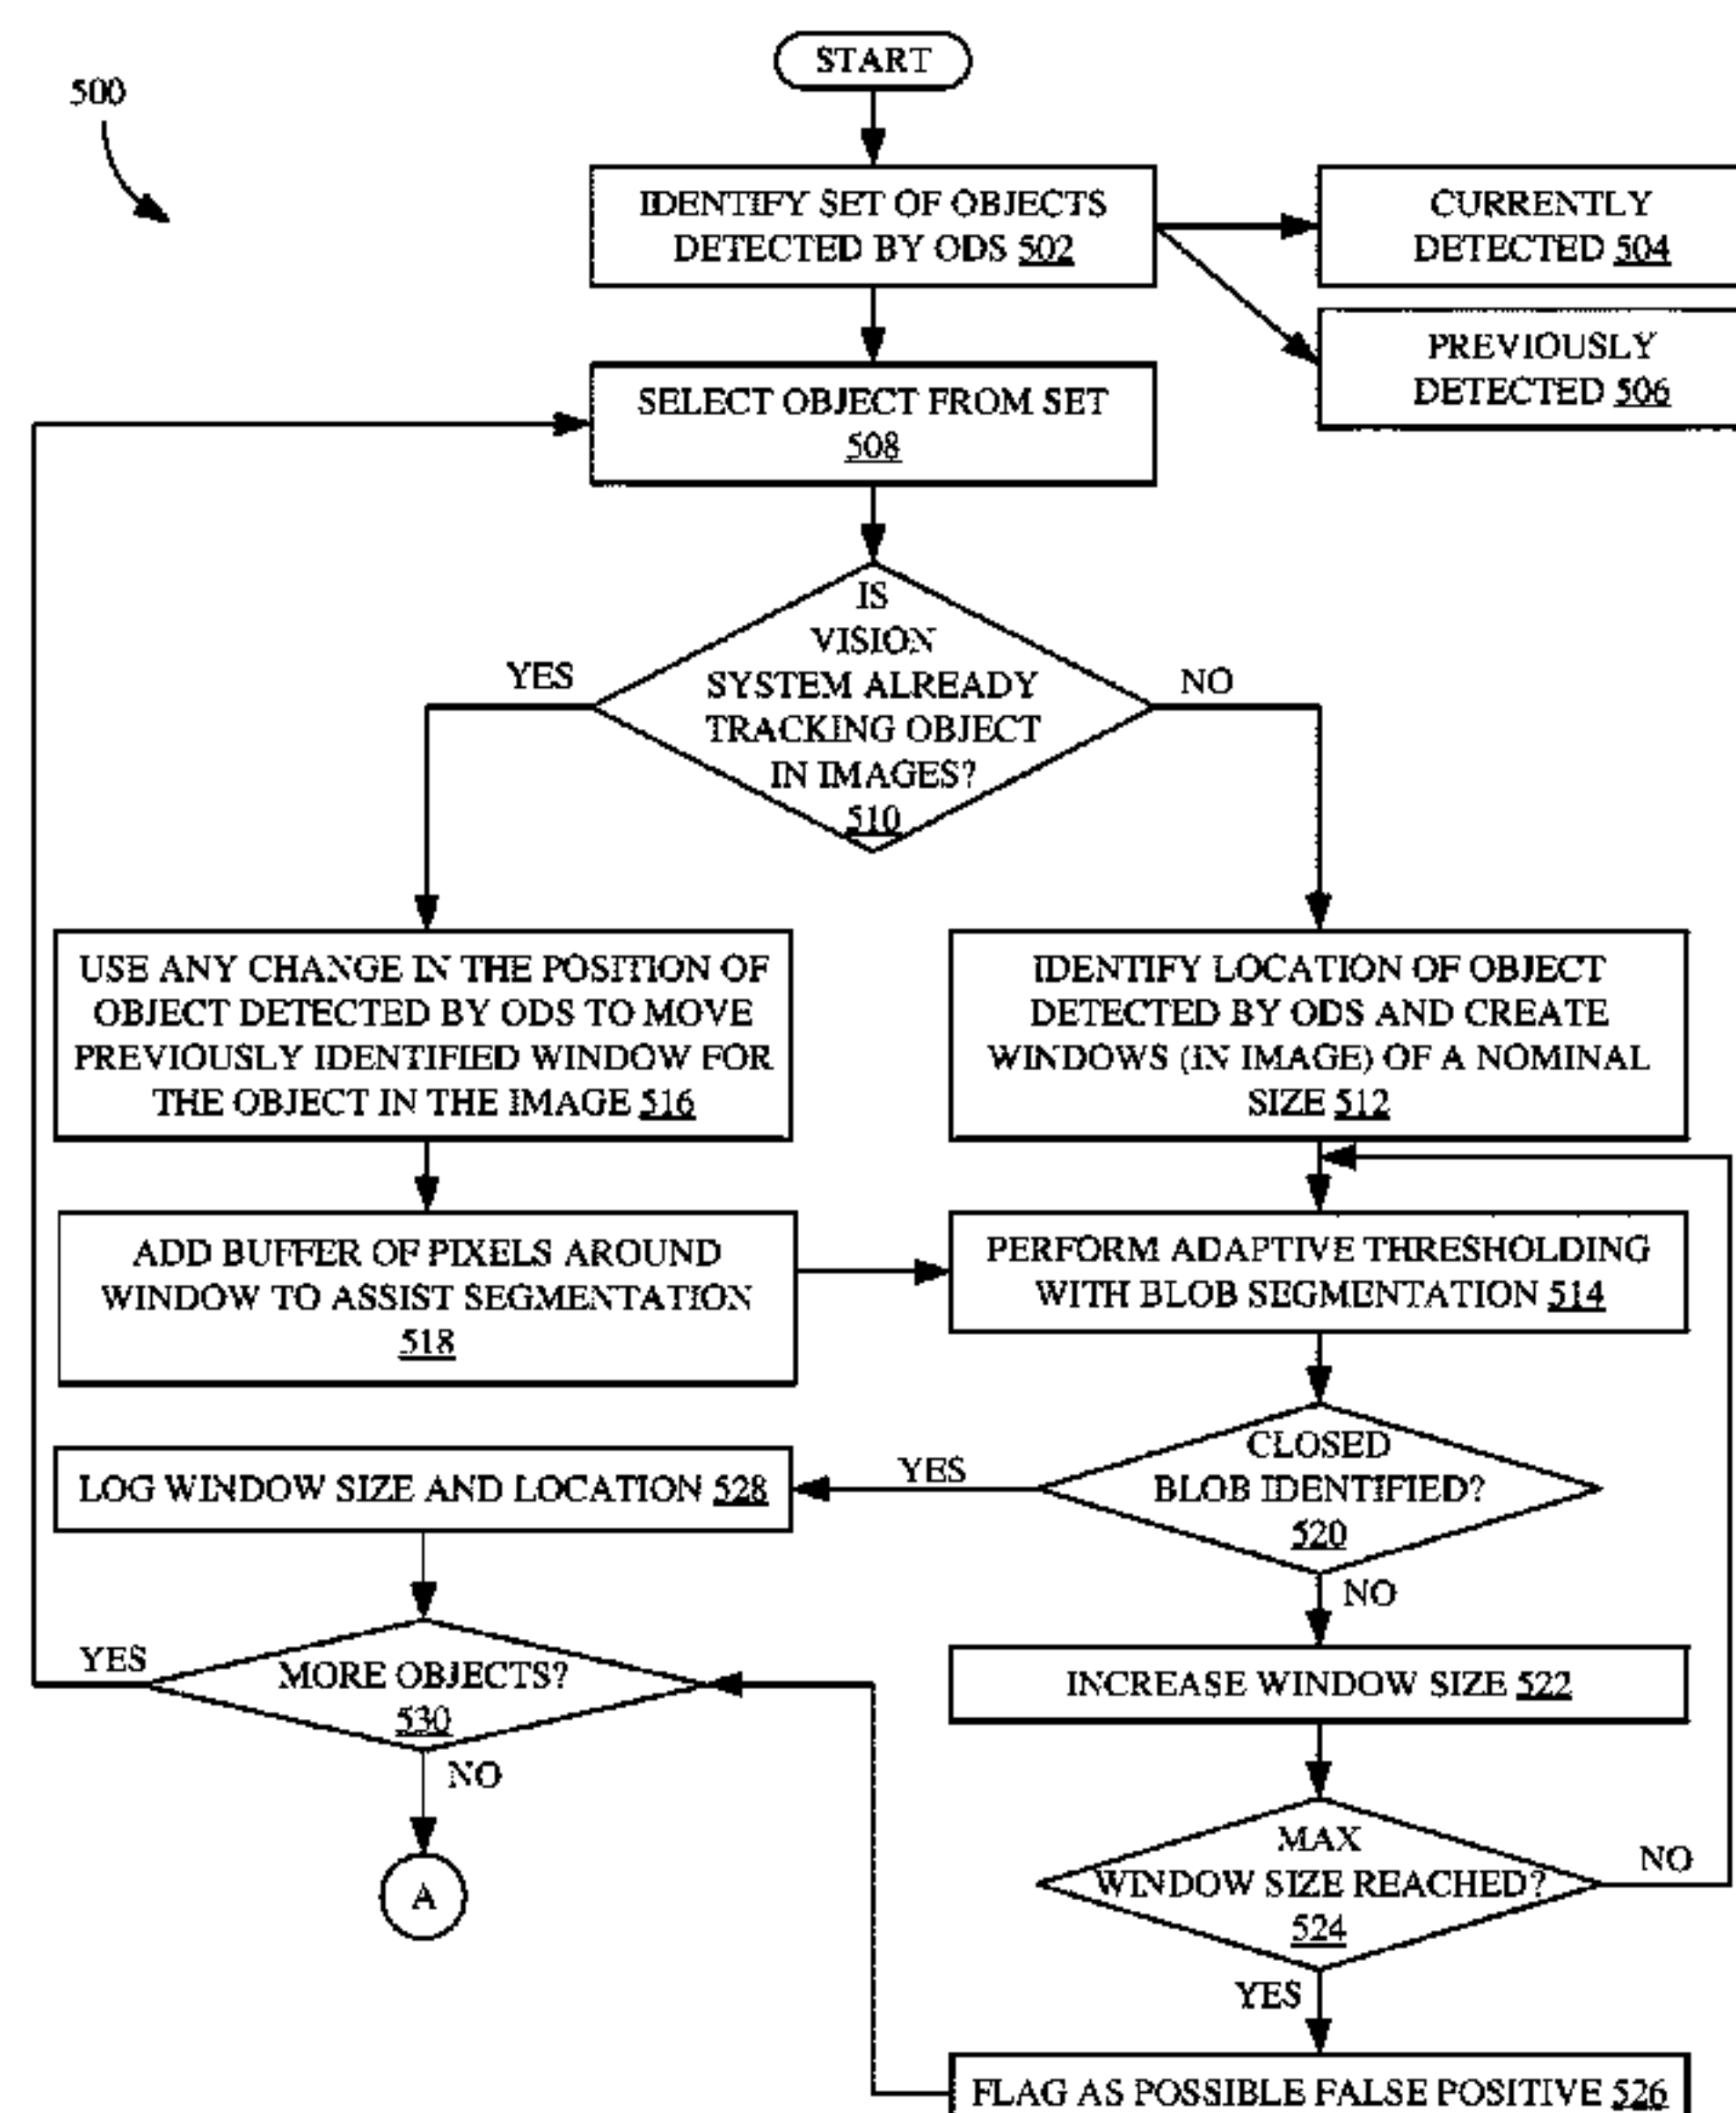 START
500
IDENTIFY SET OF OBJECTS
DETECTED BY ODS 502
CURRENTLY
DETECTED 504
PREVIOUSLY
DETECTED 506
SELECT OBJECT FROM SET
508
IS
VISION
SYSTEM ALREADY
TRACKING OBJECT
IN IMAGES?
510
YES
NO
USE ANY CHANGE IN THE POSITION OF
OBJECT DETECTED BY ODS TO MOVE
PREVIOUSLY IDENTIFIED WINDOW FOR
THE OBJECT IN THE IMAGE 516
IDENTIFY LOCATION OF OBJECT
DETECTED BY ODS AND CREATE
WINDOWS (IN IMAGE) OF A NOMINAL
SIZE 512
ADD BUFFER OF PIXELS AROUND
WINDOW TO ASSIST SEGMENTATION
518
PERFORM ADAPTIVE THRESHOLDING
WITH BLOB SEGMENTATION 514
CLOSED
BLOB IDENTIFIED?
520
YES
NO
LOG WINDOW SIZE AND LOCATION 528
INCREASE WINDOW SIZE 522
MORE OBJECTS?
530
YES
NO
A
MAX
WINDOW SIZE REACHED?
524
NO
YES
FLAG AS POSSIBLE FALSE POSITIVE 526